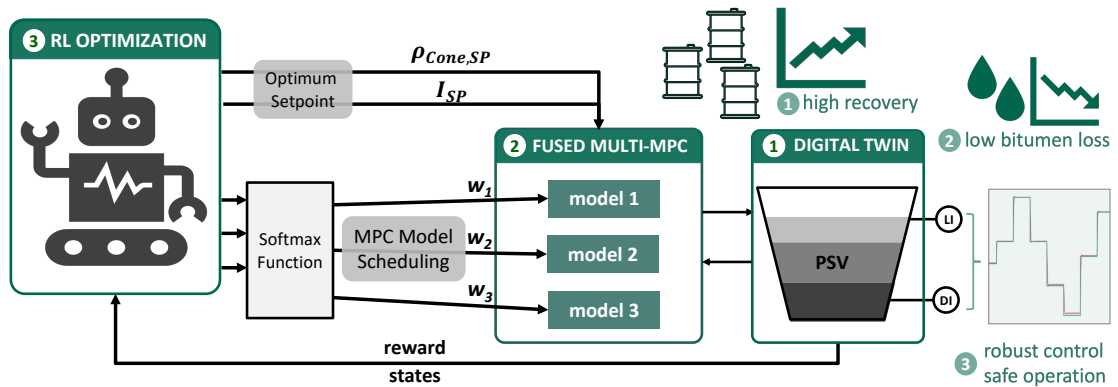 3 RL OPTIMIZATION
Optimum
Setpoint
ρCone,SP
ISP
1 high recovery
2 low bitumen loss
2 FUSED MULTI-MPC
1 DIGITAL TWIN
Softmax
Function
MPC Model
Scheduling
w1
w2
w3
model 1
model 2
model 3
PSV
LI
DI
3 robust control
safe operation
reward
states